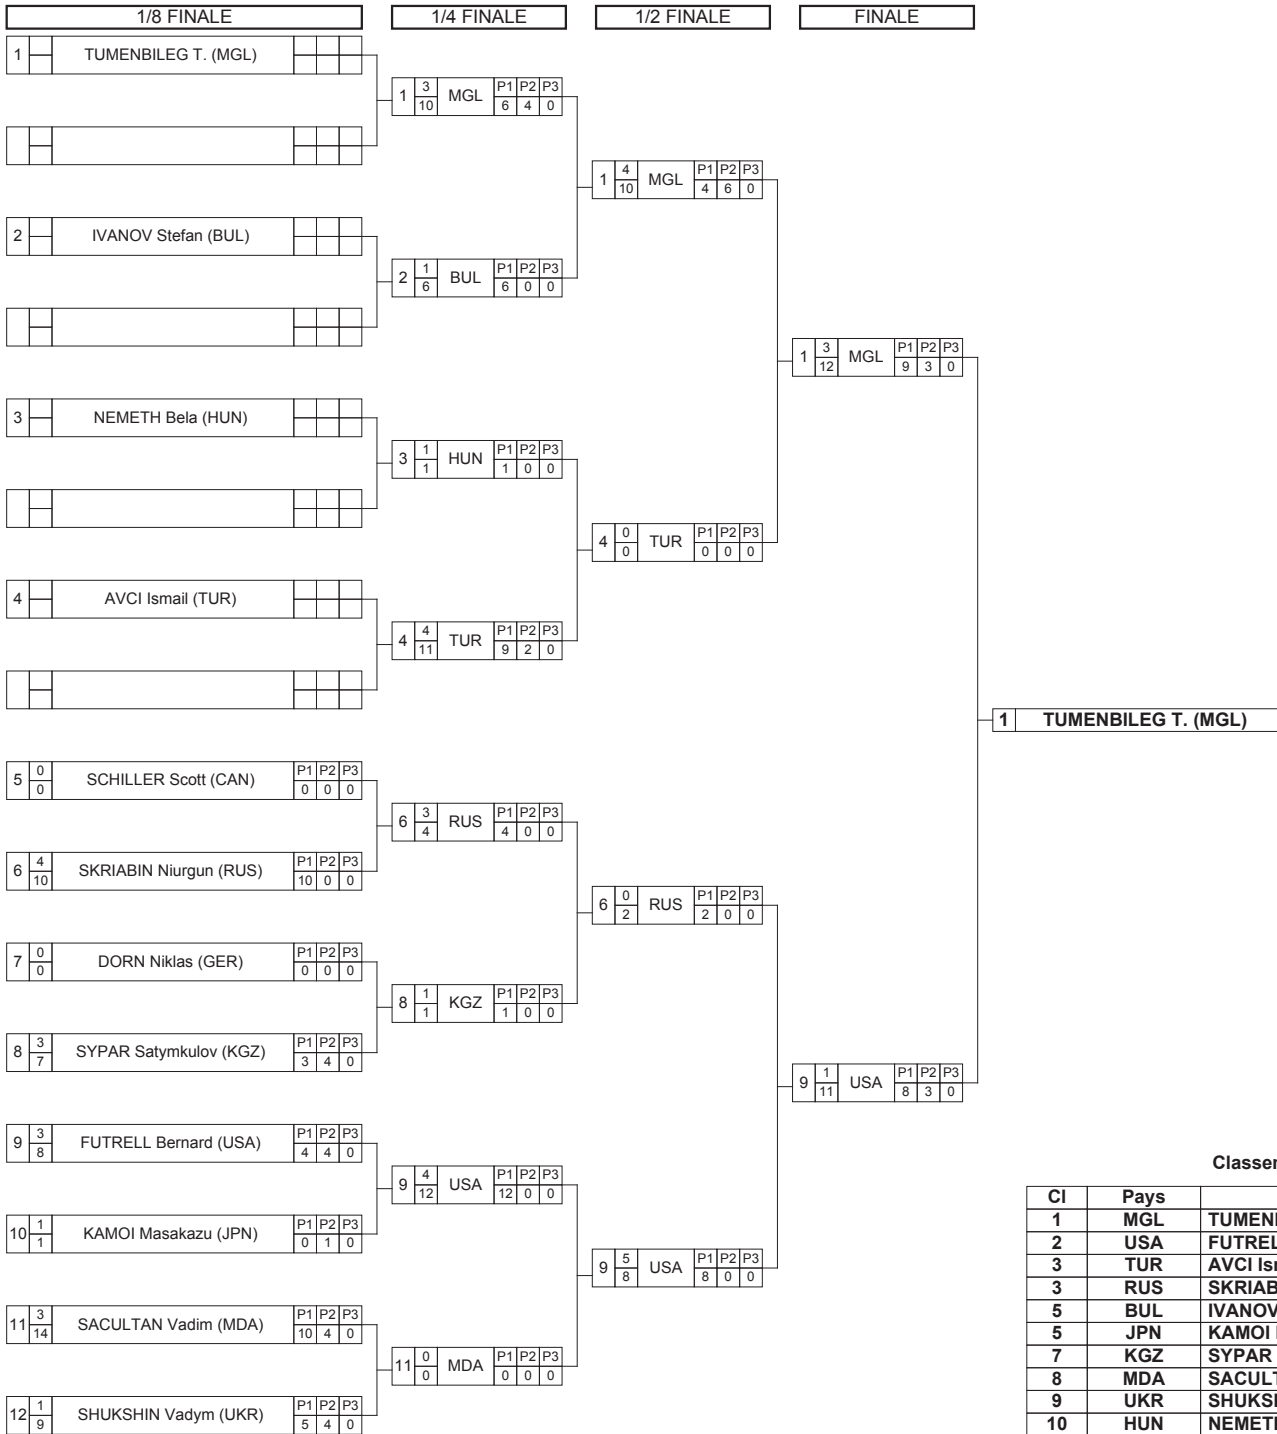 1/8 FINALE 1/4 FINALE 1/2 FINALE FINALE
1 TUMENBILEG T. (MGL)
1 3 10 MGL P1 P2 P3 6 4 0
1 4 10 MGL P1 P2 P3 4 6 0
2 IVANOV Stefan (BUL)
2 1 6 BUL P1 P2 P3 6 0 0
1 3 12 MGL P1 P2 P3 9 3 0
3 NEMETH Bela (HUN)
3 1 1 HUN P1 P2 P3 1 0 0
4 0 0 TUR P1 P2 P3 0 0 0
4 AVCI Ismail (TUR)
4 4 11 TUR P1 P2 P3 9 2 0
1 TUMENBILEG T. (MGL)
5 0 0 SCHILLER Scott (CAN) P1 P2 P3 0 0 0
6 3 4 RUS P1 P2 P3 4 0 0
6 4 10 SKRIABIN Niurgun (RUS) P1 P2 P3 10 0 0
6 0 2 RUS P1 P2 P3 2 0 0
7 0 0 DORN Niklas (GER) P1 P2 P3 0 0 0
8 1 1 KGZ P1 P2 P3 1 0 0
8 3 7 SYPAR Satymkulov (KGZ) P1 P2 P3 3 4 0
9 1 11 USA P1 P2 P3 8 3 0
9 3 8 FUTRELL Bernard (USA) P1 P2 P3 4 4 0
9 4 12 USA P1 P2 P3 12 0 0
10 1 1 KAMOI Masakazu (JPN) P1 P2 P3 0 1 0
9 5 8 USA P1 P2 P3 8 0 0
11 3 14 SACULTAN Vadim (MDA) P1 P2 P3 10 4 0
11 0 0 MDA P1 P2 P3 0 0 0
12 1 9 SHUKSHIN Vadym (UKR) P1 P2 P3 5 4 0
Classe
Cl Pays
1 MGL TUMEN
2 USA FUTREL
3 TUR AVCI Is
3 RUS SKRIAB
5 BUL IVANOV
5 JPN KAMOI
7 KGZ SYPAR
8 MDA SACULT
9 UKR SHUKS
10 HUN NEMET